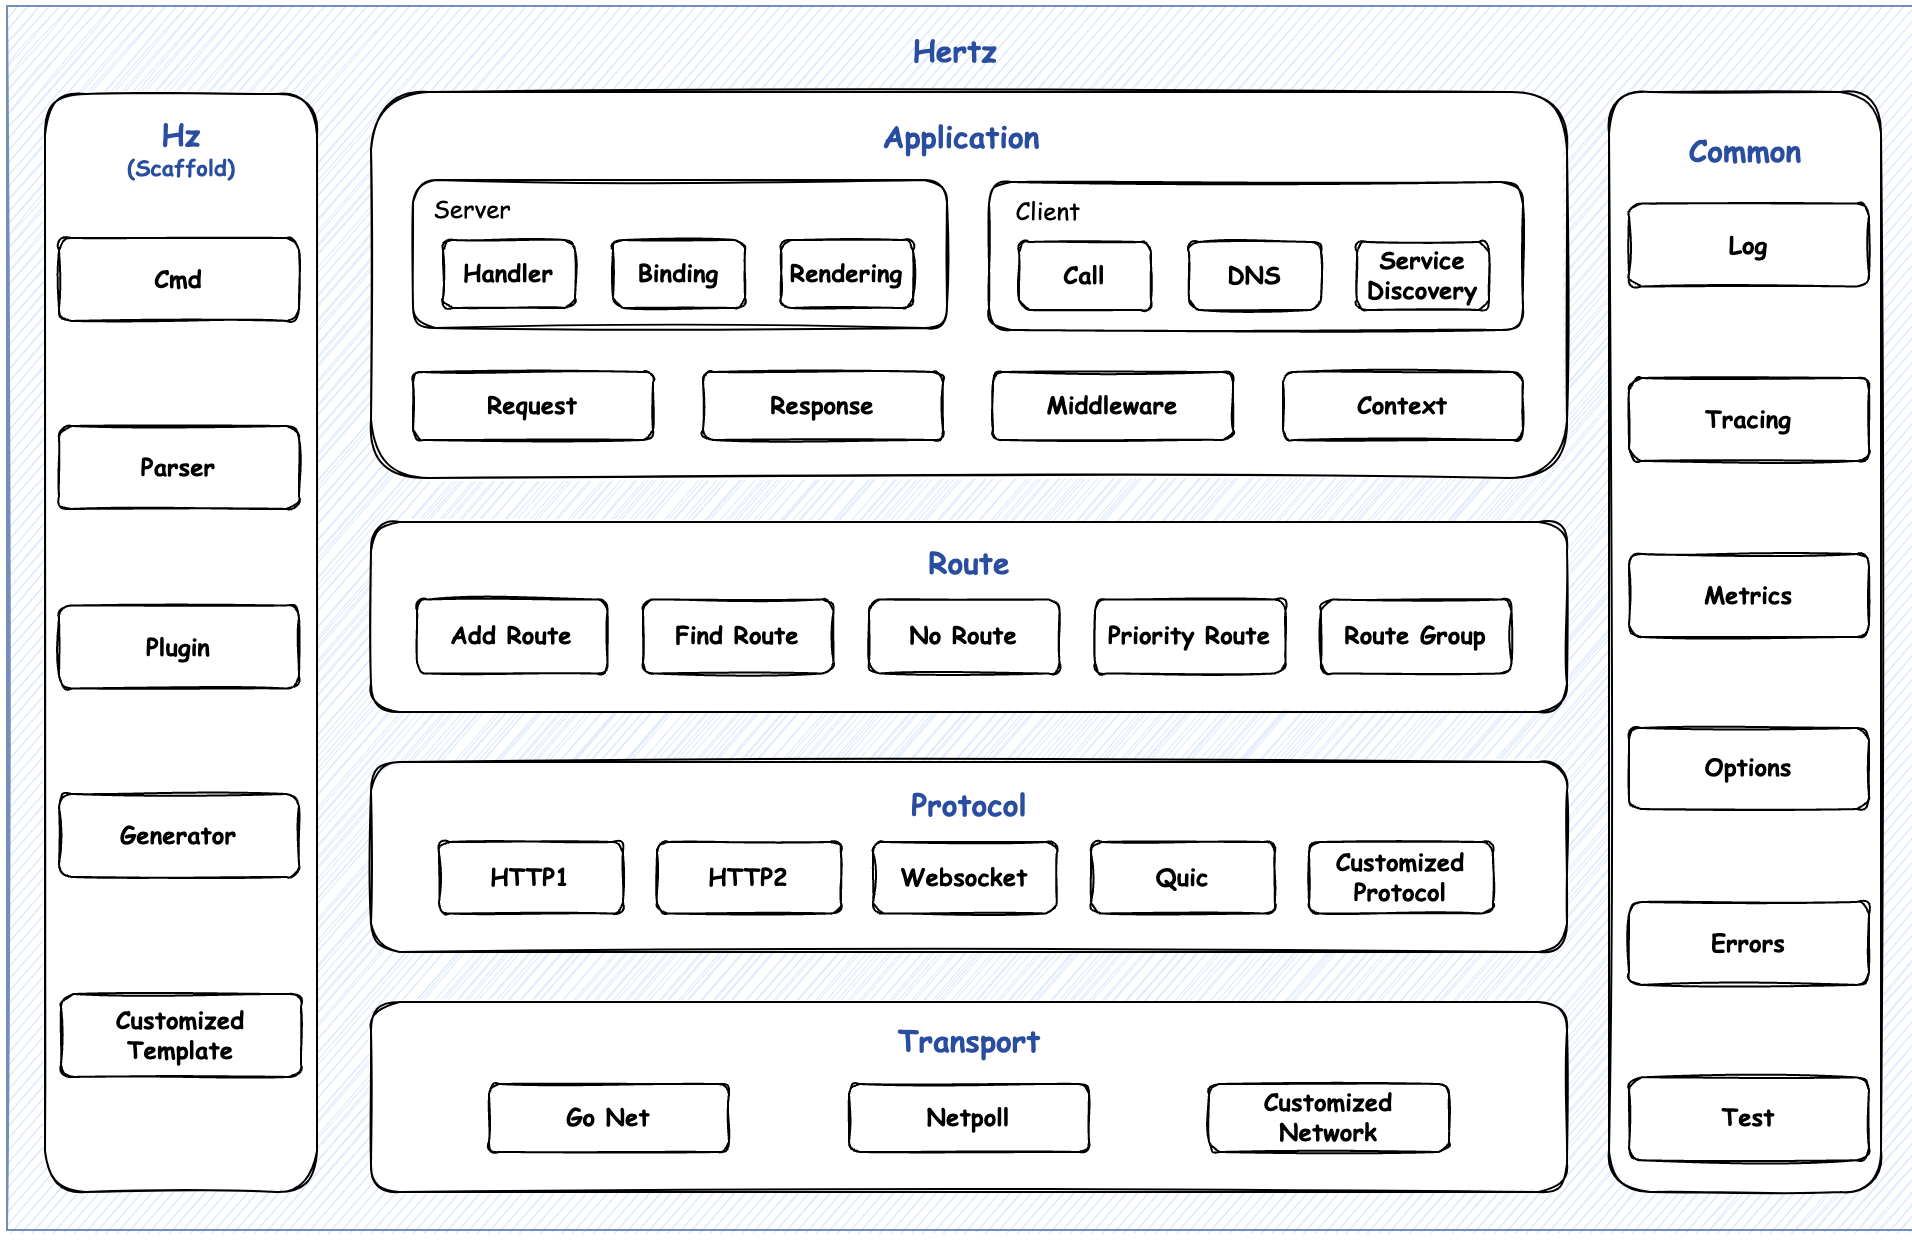 Hertz
Hz
(Scaffold)
Cmd
Parser
Plugin
Generator
Customized
Template
Application
Server
Handler
Binding
Rendering
Client
Call
DNS
Service
Discovery
Request
Response
Middleware
Context
Route
Add Route
Find Route
No Route
Priority Route
Route Group
Protocol
HTTP1
HTTP2
Websocket
Quic
Customized
Protocol
Transport
Go Net
Netpoll
Customized
Network
Common
Log
Tracing
Metrics
Options
Errors
Test